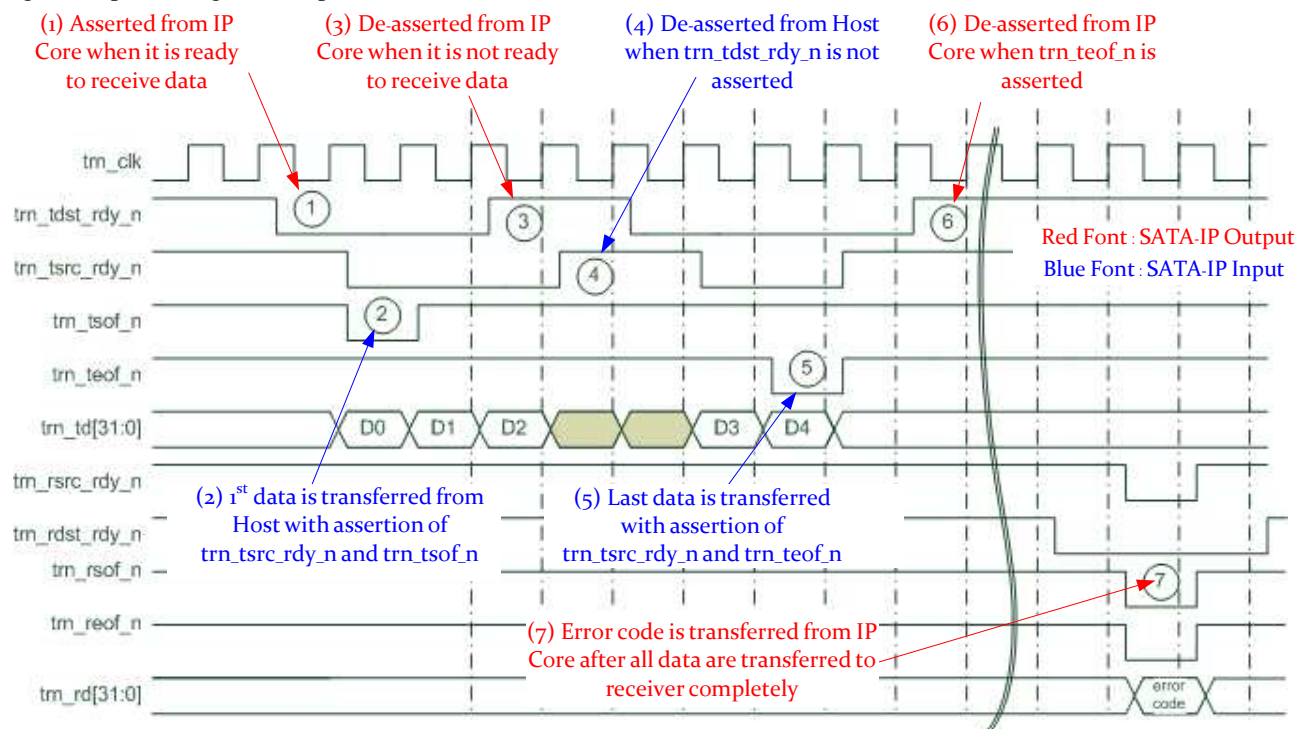 (1) Asserted from IP
Core when it is ready
to receive data
(3) De-asserted from IP
Core when it is not ready
to receive data
(4) De-asserted from Host
when trn_tdst_rdy_n is not
asserted
(6) De-asserted from IP
Core when trn_teof_n is
asserted
trn_clk
trn_tdst_rdy_n
1
3
6
Red Font : SATA-IP Output
Blue Font : SATA-IP Input
trn_tsrc_rdy_n
4
trn_tsof_n
2
trn_teof_n
5
trn_td[31:0]
D0
D1
D2
D3
D4
trn_rsrc_rdy_n
(2) 1st data is transferred from
Host with assertion of
trn_tsrc_rdy_n and trn_tsof_n
(5) Last data is transferred
with assertion of
trn_tsrc_rdy_n and trn_teof_n
trn_rdst_rdy_n
trn_rsof_n
7
trn_reof_n
(7) Error code is transferred from IP
Core after all data are transferred to
receiver completely
trn_rd[31:0]
error
code